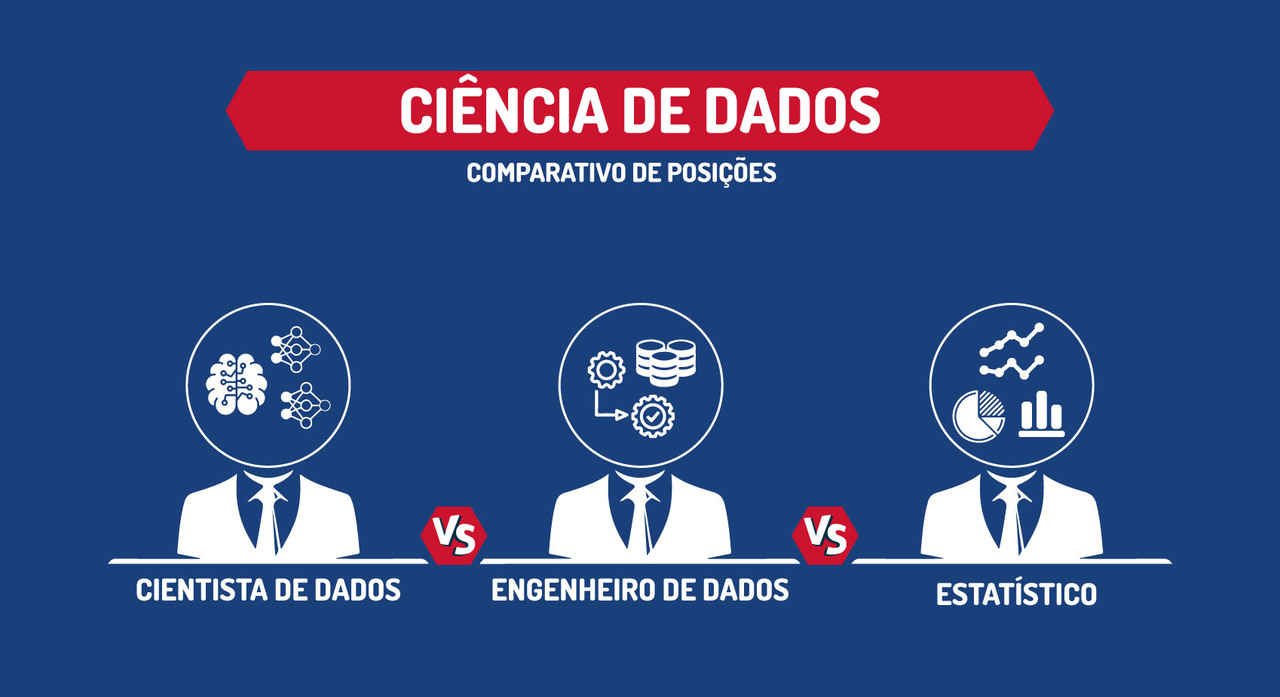 CIÊNCIA DE DADOS
COMPARATIVO DE POSIÇÕES
VS
VS
CIENTISTA DE DADOS
ENGENHEIRO DE DADOS
ESTATÍSTICO